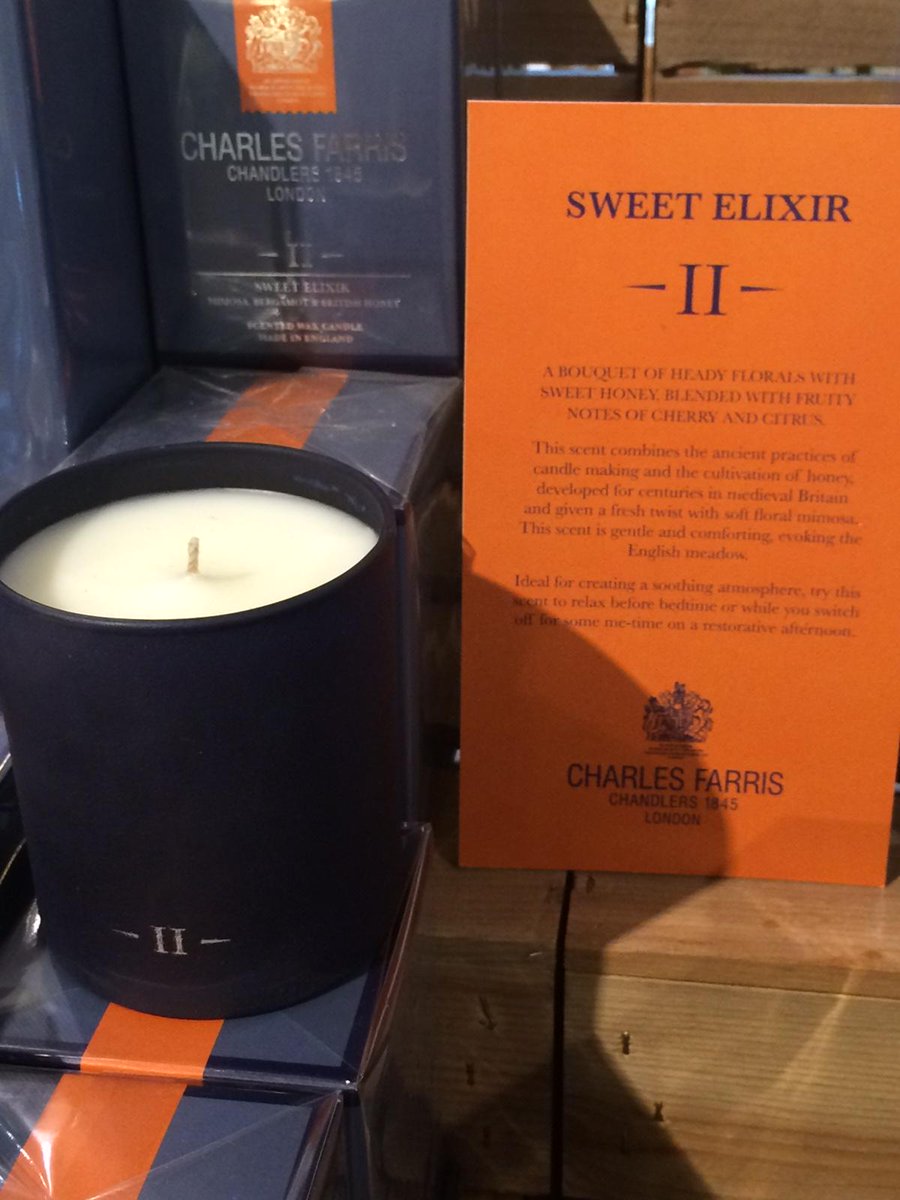 CHARLES FARRIS
CHANDLERS 1845
LONDON
II
SWEET ELIXIR
MIMOSA, BERGAMOT & BRITISH HONEY
SCENTED WAX CANDLE
MADE IN ENGLAND
SWEET ELIXIR
II
A BOUQUET OF HEADY FLORALS WITH
SWEET HONEY, BLENDED WITH FRUITY
NOTES OF CHERRY AND CITRUS.
This scent combines the ancient practices of
candle making and the cultivation of honey,
developed for centuries in medieval Britain
and given a fresh twist with soft floral mimosa.
This scent is gentle and comforting, evoking the
English meadow.
Ideal for creating a soothing atmosphere, try this
scent to relax before bedtime or while you switch
off for some me-time on a restorative afternoon.
CHARLES FARRIS
CHANDLERS 1845
LONDON
II